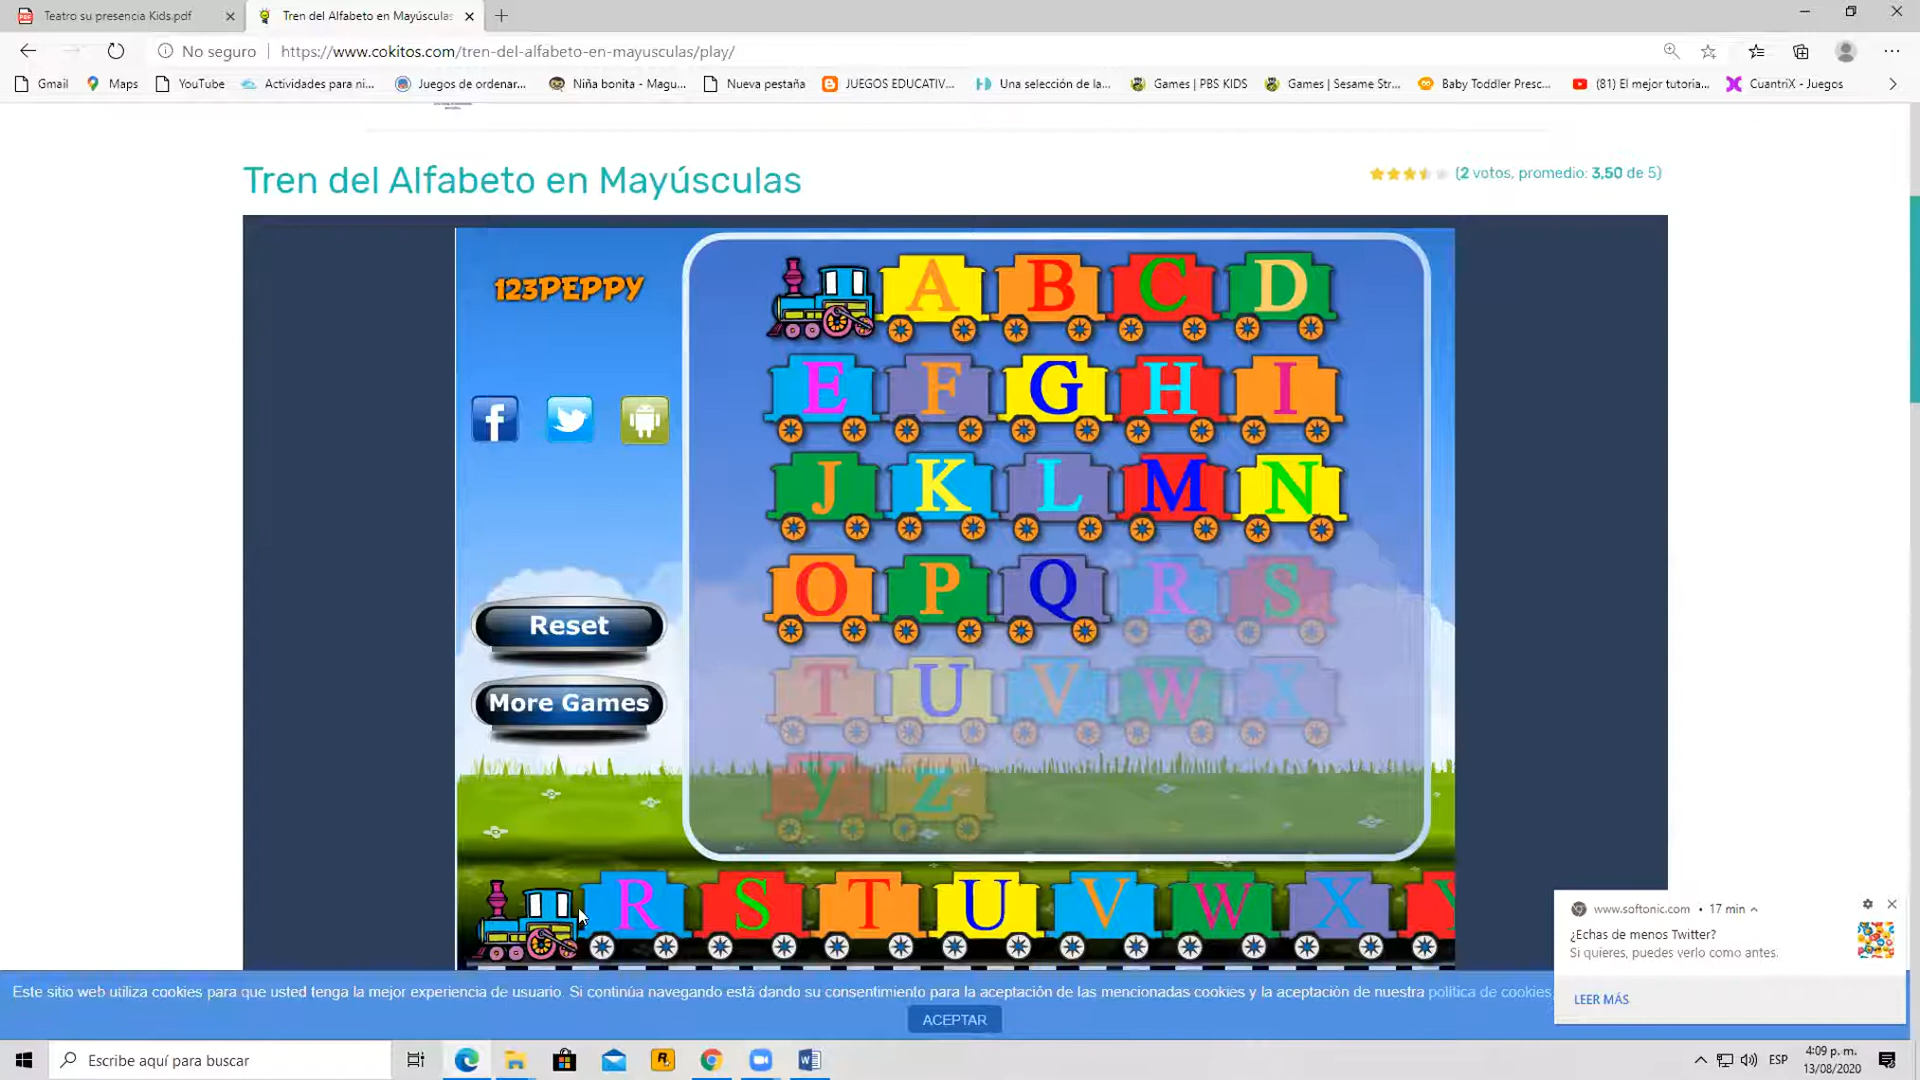 Teatro su presencia Kids.pdf
Tren del Alfabeto en Mayúsculas
No seguro
https://www.cokitos.com/tren-del-alfabeto-en-mayusculas/play/
Gmail
Maps
YouTube
Actividades para ni...
Juegos de ordenar...
Niña bonita - Magu...
Nueva pestaña
JUEGOS EDUCATIV...
Una selección de la...
Games | PBS KIDS
Games | Sesame Str...
Baby Toddler Presc...
(81) El mejor tutoria...
CuantriX - Juegos
Tren del Alfabeto en Mayúsculas
(2 votos, promedio: 3,50 de 5)
123PEPPY
A B C D
E F G H I
J K L M N
O P Q R S
T U V W X
y z
Reset
More Games
R S T U V W X Y
www.softonic.com • 17 min
¿Echas de menos Twitter?
Si quieres, puedes verlo como antes.
LEER MÁS
Este sitio web utiliza cookies para que usted tenga la mejor experiencia de usuario. Si continúa navegando está dando su consentimiento para la aceptación de las mencionadas cookies y la aceptación de nuestra política de cookies
ACEPTAR
Escribe aquí para buscar
ESP
4:09 p. m.
13/08/2020